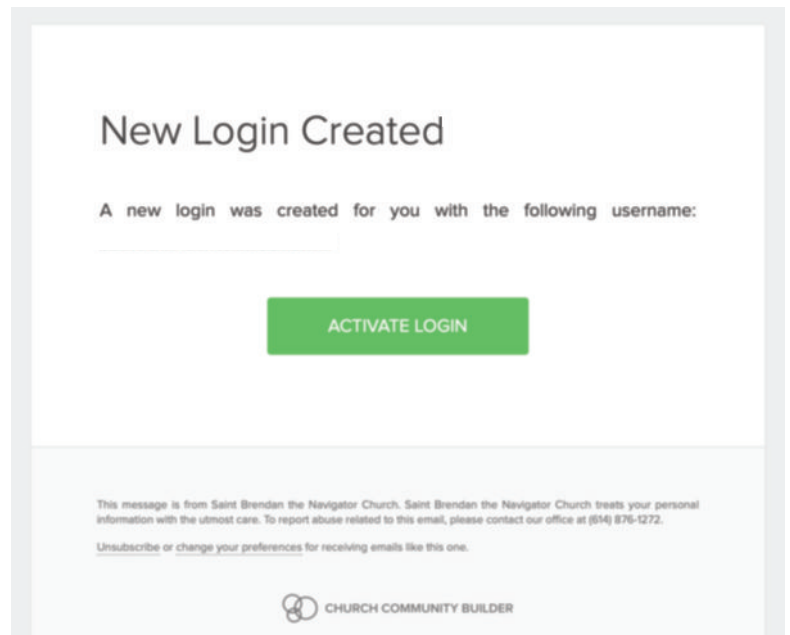 New Login Created
A new login was created for you with the following username:
ACTIVATE LOGIN
This message is from Saint Brendan the Navigator Church. Saint Brendan the Navigator Church treats your personal
information with the utmost care. To report abuse related to this email, please contact our office at (614) 876-1272.
Unsubscribe or change your preferences for receiving emails like this one.
CHURCH COMMUNITY BUILDER